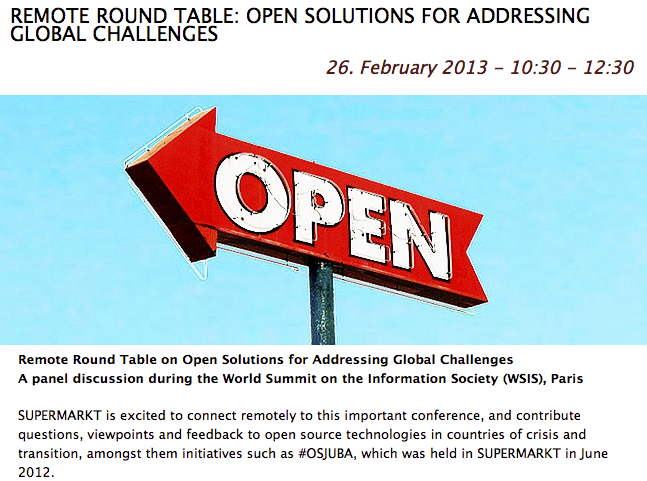 REMOTE ROUND TABLE: OPEN SOLUTIONS FOR ADDRESSING
GLOBAL CHALLENGES
26. February 2013 – 10:30 – 12:30
OPEN
Remote Round Table on Open Solutions for Addressing Global Challenges
A panel discussion during the World Summit on the Information Society (WSIS), Paris
SUPERMARKT is excited to connect remotely to this important conference, and contribute
questions, viewpoints and feedback to open source technologies in countries of crisis and
transition, amongst them initiatives such as #OSJUBA, which was held in SUPERMARKT in June
2012.